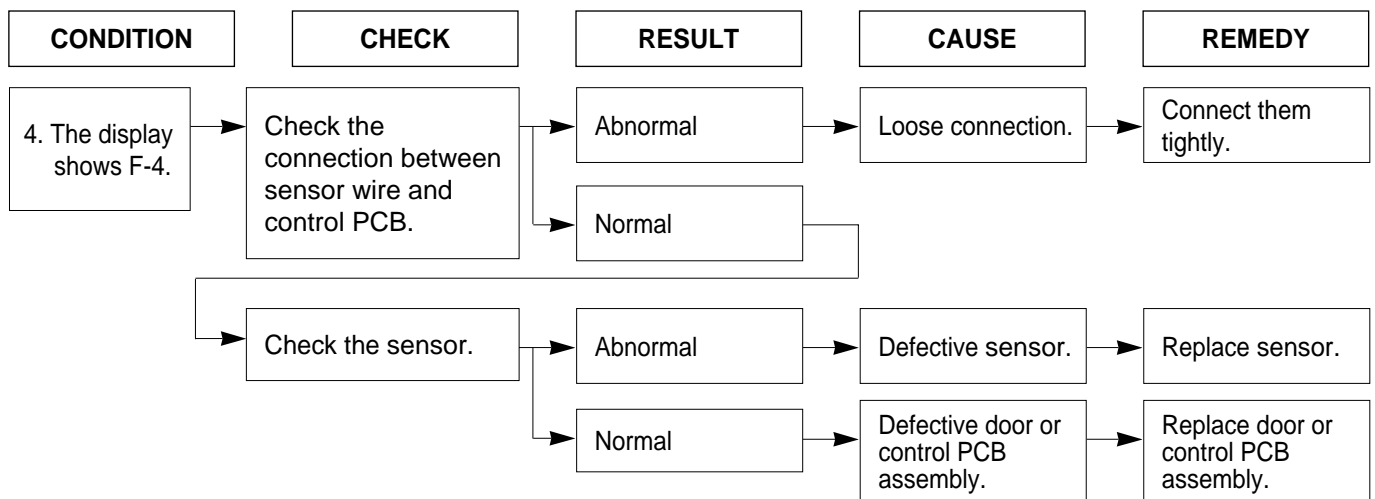 CONDITION
CHECK
RESULT
CAUSE
REMEDY
4. The display
shows F-4.
Check the
connection between
sensor wire and
control PCB.
Abnormal
Loose connection.
Connect them
tightly.
Normal
Check the sensor.
Abnormal
Defective sensor.
Replace sensor.
Normal
Defective door or
control PCB
assembly.
Replace door or
control PCB
assembly.